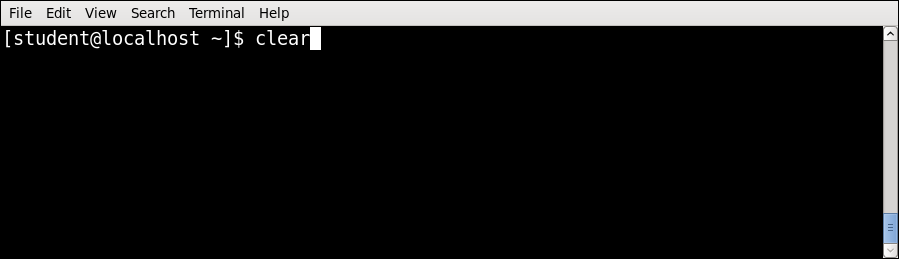 File Edit View Search Terminal Help
[student@localhost ~]$ clear